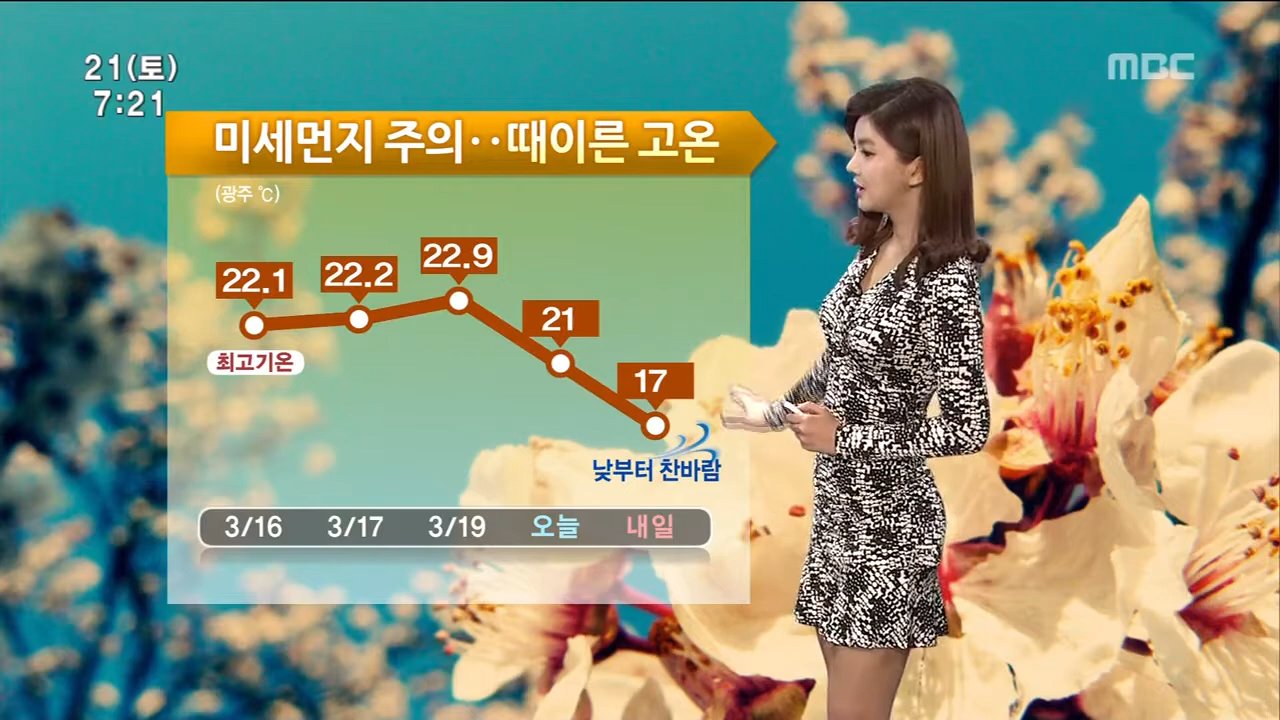 21(토)
7:21
MBC
미세먼지 주의‥때이른 고온
(광주 ℃)
22.1
22.2
22.9
21
17
최고기온
낮부터 찬바람
3/16 3/17 3/19 오늘 내일